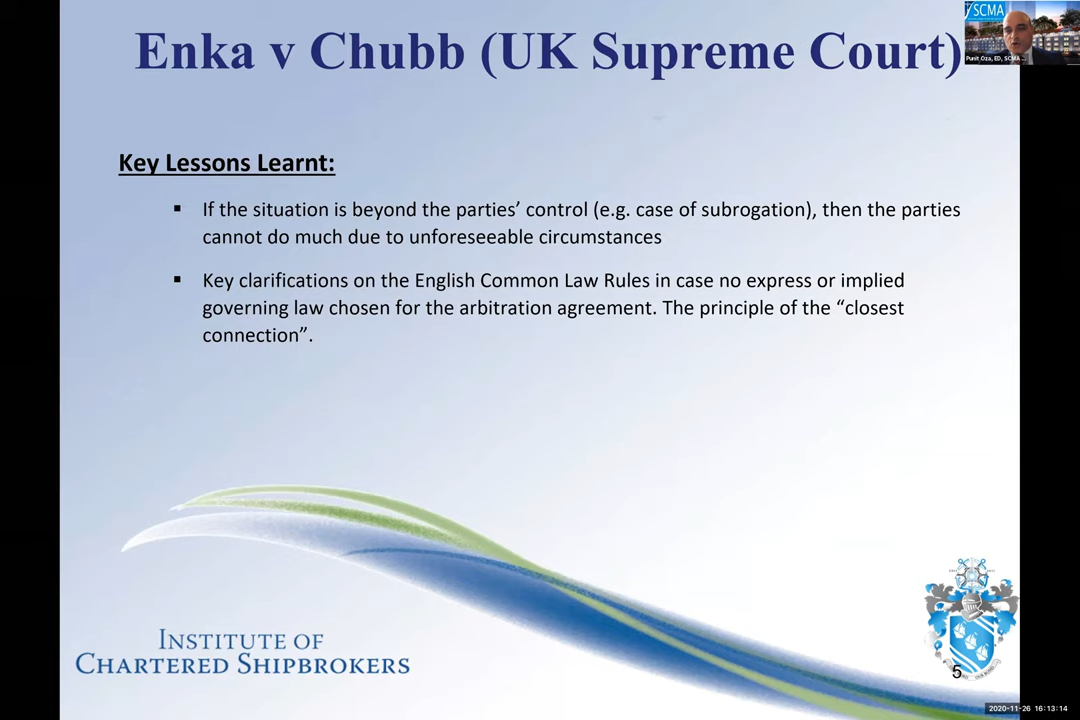 Enka v Chubb (UK Supreme Court)
SCMA
Punit Oza, ED, SCMA
Key Lessons Learnt:
▪ If the situation is beyond the parties’ control (e.g. case of subrogation), then the parties
cannot do much due to unforeseeable circumstances
▪ Key clarifications on the English Common Law Rules in case no express or implied
governing law chosen for the arbitration agreement. The principle of the “closest
connection”.
INSTITUTE OF
CHARTERED SHIPBROKERS
5
2020-11-26 16:13:14